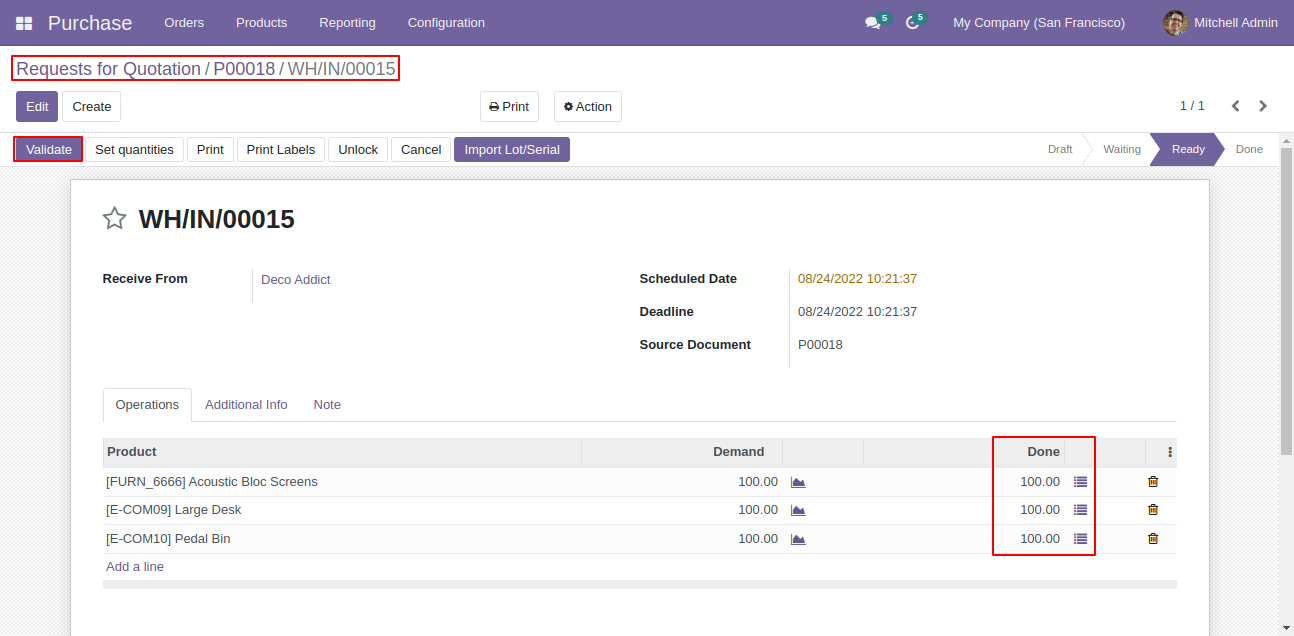 Purchase Orders Products Reporting Configuration 5 5 My Company (San Francisco) Mitchell Admin
Requests for Quotation / P00018 / WH/IN/00015
Edit Create Print Action 1 / 1
Validate Set quantities Print Print Labels Unlock Cancel Import Lot/Serial Draft Waiting Ready Done
WH/IN/00015
Receive From Deco Addict Scheduled Date 08/24/2022 10:21:37
Deadline 08/24/2022 10:21:37
Source Document P00018
Operations Additional Info Note
Product Demand Done
[FURN_6666] Acoustic Bloc Screens 100.00 100.00
[E-COM09] Large Desk 100.00 100.00
[E-COM10] Pedal Bin 100.00 100.00
Add a line